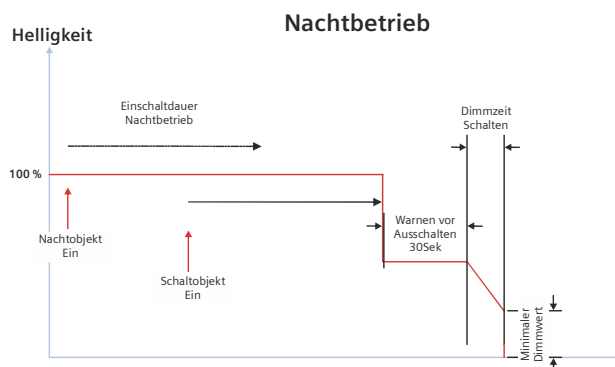 Nachtbetrieb
Helligkeit
Einschaltdauer
Nachtbetrieb
Dimmzeit
Schalten
100 %
Warnen vor
Ausschalten
30Sek
Nachtobjekt
Ein
Schaltobjekt
Ein
Minimaler
Dimmwert